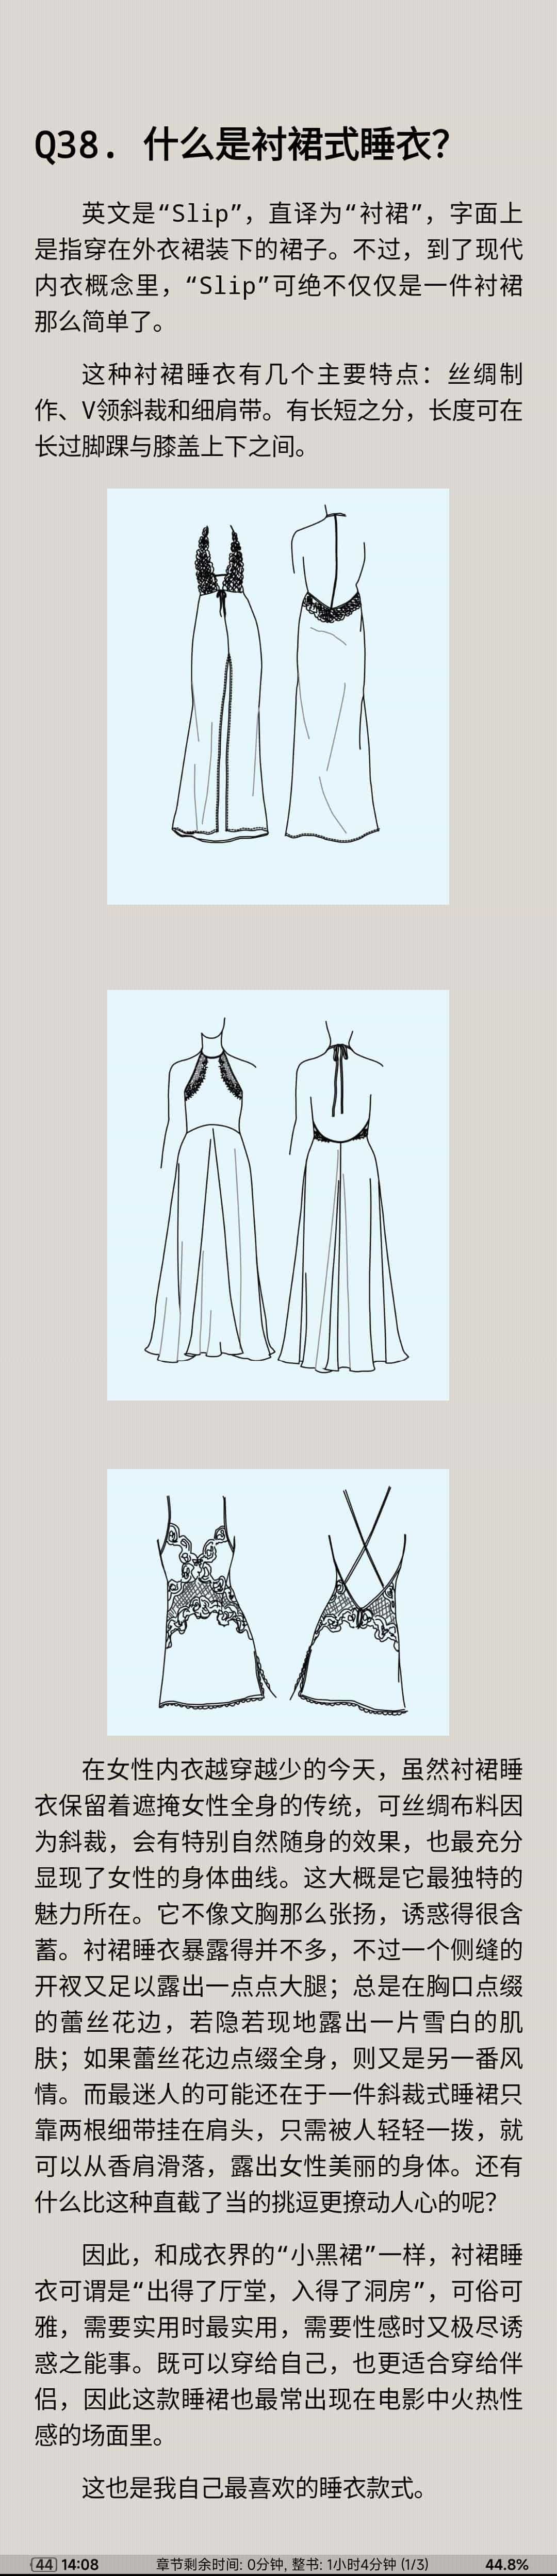 Q38. 什么是衬裙式睡衣？
英文是“Slip”，直译为“衬裙”，字面上
是指穿在外衣裙装下的裙子。不过，到了现代
内衣概念里，“Slip”可绝不仅仅是一件衬裙
那么简单了。
这种衬裙睡衣有几个主要特点：丝绸制
作、V领斜裁和细肩带。有长短之分，长度可在
长过脚踝与膝盖上下之间。
在女性内衣越穿越少的今天，虽然衬裙睡
衣保留着遮掩女性全身的传统，可丝绸布料因
为斜裁，会有特别自然随身的效果，也最充分
显现了女性的身体曲线。这大概是它最独特的
魅力所在。它不像文胸那么张扬，诱惑得很含
蓄。衬裙睡衣暴露得并不多，不过一个侧缝的
开衩又足以露出一点点大腿；总是在胸口点缀
的蕾丝花边，若隐若现地露出一片雪白的肌
肤；如果蕾丝花边点缀全身，则又是另一番风
情。而最迷人的可能还在于一件斜裁式睡裙只
靠两根细带挂在肩头，只需被人轻轻一拨，就
可以从香肩滑落，露出女性美丽的身体。还有
什么比这种直截了当的挑逗更撩动人心的呢？
因此，和成衣界的“小黑裙”一样，衬裙睡
衣可谓是“出得了厅堂，入得了洞房”，可俗可
雅，需要实用时最实用，需要性感时又极尽诱
惑之能事。既可以穿给自己，也更适合穿给伴
侣，因此这款睡裙也最常出现在电影中火热性
感的场面里。
这也是我自己最喜欢的睡衣款式。
44 14:08 章节剩余时间: 0分钟, 整书: 1小时4分钟 (1/3) 44.8%